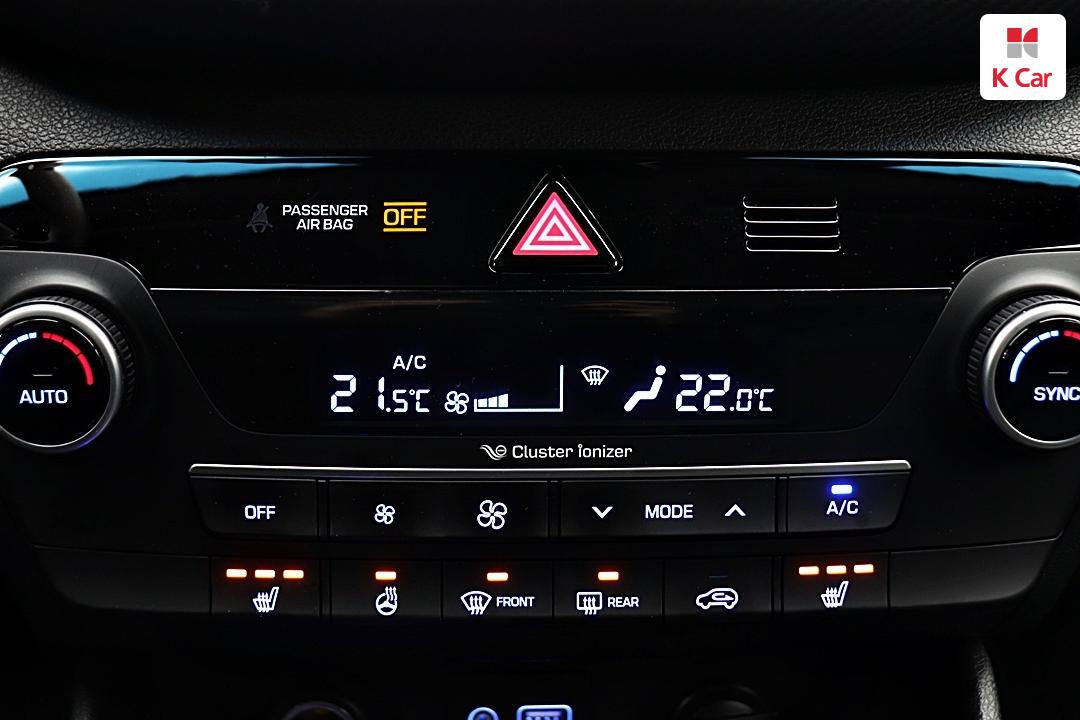 K Car
PASSENGER
AIR BAG
OFF
A/C
21.5℃
22.0℃
AUTO
SYNC
Cluster ionizer
OFF
MODE
A/C
FRONT
REAR